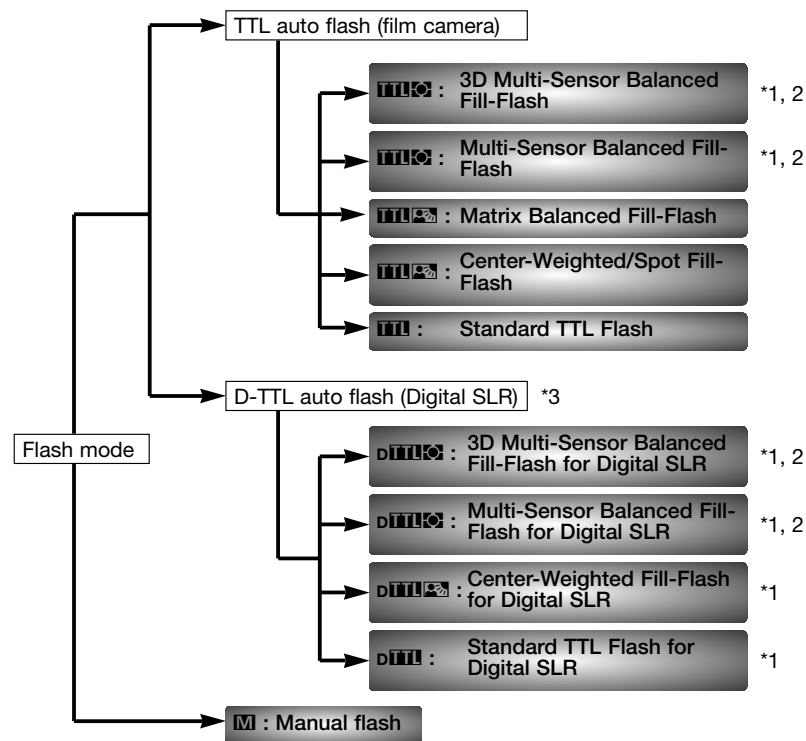 TTL auto flash (film camera)
TTL : 3D Multi-Sensor Balanced
Fill-Flash *1, 2
TTL : Multi-Sensor Balanced Fill-
Flash *1, 2
TTL : Matrix Balanced Fill-Flash
TTL : Center-Weighted/Spot Fill-
Flash
TTL : Standard TTL Flash
D-TTL auto flash (Digital SLR) *3
Flash mode
DTTL : 3D Multi-Sensor Balanced
Fill-Flash for Digital SLR *1, 2
DTTL : Multi-Sensor Balanced Fill-
Flash for Digital SLR *1, 2
DTTL : Center-Weighted Fill-Flash
for Digital SLR *1
DTTL : Standard TTL Flash for
Digital SLR *1
M : Manual flash